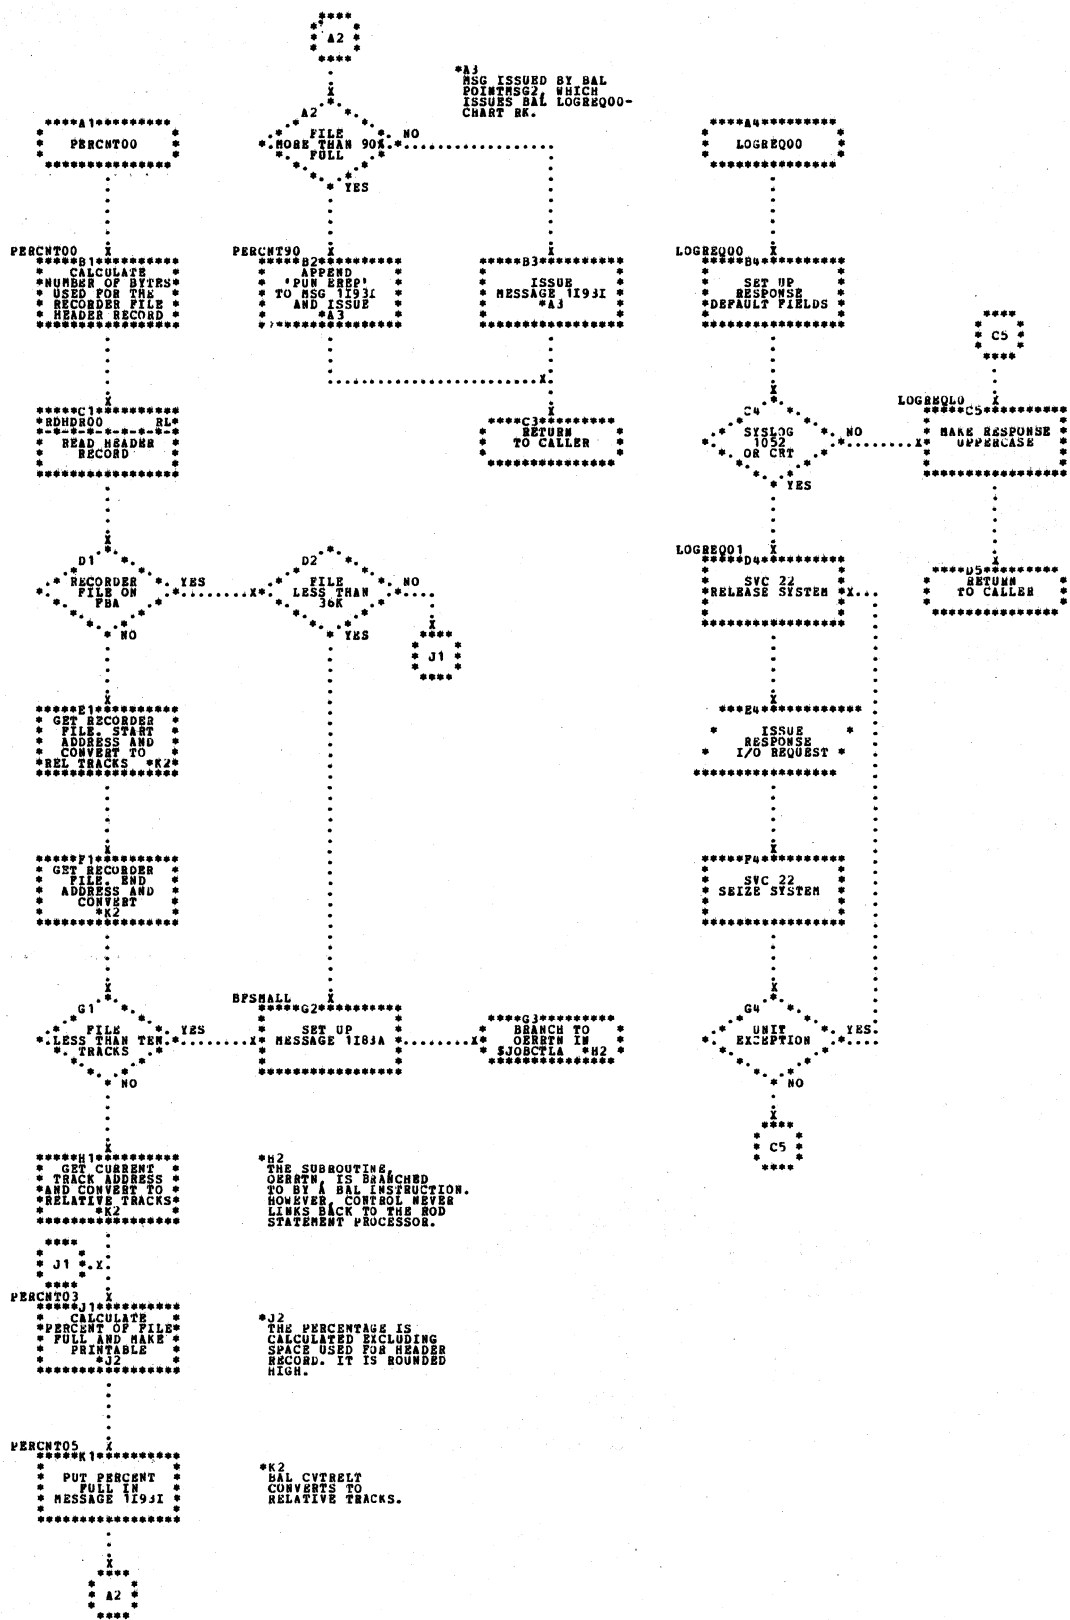 A2
*A3
MSG ISSUED BY BAL
POINTMSG2, WHICH
ISSUES BAL LOGREQ00-
CHART RK.
A1
PERCNT00
A2
FILE
MORE THAN 90%
FULL
NO
YES
A4
LOGREQ00
PERCNT00
B1
CALCULATE
NUMBER OF BYTES
USED FOR THE
RECORDER FILE
HEADER RECORD
PERCNT90
B2
APPEND
'RUN EREP'
TO MSG 1I93I
AND ISSUE
*A3
B3
ISSUE
MESSAGE 1I93I
*A3
LOGREQ00
B4
SET UP
RESPONSE
DEFAULT FIELDS
C5
C1
RDHDR00 RL
READ HEADER
RECORD
C3
RETURN
TO CALLER
C4
SYSLOG
1052
OR CRT
NO
YES
LOGREQL0
C5
MAKE RESPONSE
UPPERCASE
D1
RECORDER
FILE ON
FBA
YES
NO
D2
FILE
LESS THAN
36K
NO
YES
J1
LOGREQ01
D4
SVC 22
RELEASE SYSTEM
D5
RETURN
TO CALLER
E1
GET RECORDER
FILE. START
ADDRESS AND
CONVERT TO
REL TRACKS *K2
E4
ISSUE
RESPONSE
I/O REQUEST
F1
GET RECORDER
FILE. END
ADDRESS AND
CONVERT
*K2
F4
SVC 22
SEIZE SYSTEM
G1
FILE
LESS THAN TEN
TRACKS
YES
NO
BFSMALL
G2
SET UP
MESSAGE 1I83A
G3
BRANCH TO
OERRTN IN
$JOBCTLA *H2
G4
UNIT
EXCEPTION
YES
NO
C5
H1
GET CURRENT
TRACK ADDRESS
AND CONVERT TO
RELATIVE TRACKS
*K2
*H2
THE SUBROUTINE,
OERRTN, IS BRANCHED
TO BY A BAL INSTRUCTION.
HOWEVER, CONTROL NEVER
LINKS BACK TO THE ROD
STATEMENT PROCESSOR.
J1
PERCNT03
J1
CALCULATE
PERCENT OF FILE
FULL AND MAKE
PRINTABLE
*J2
*J2
THE PERCENTAGE IS
CALCULATED EXCLUDING
SPACE USED FOR HEADER
RECORD. IT IS ROUNDED
HIGH.
PERCNT05
K1
PUT PERCENT
FULL IN
MESSAGE 1I93I
*K2
BAL CVTRELT
CONVERTS TO
RELATIVE TRACKS.
A2